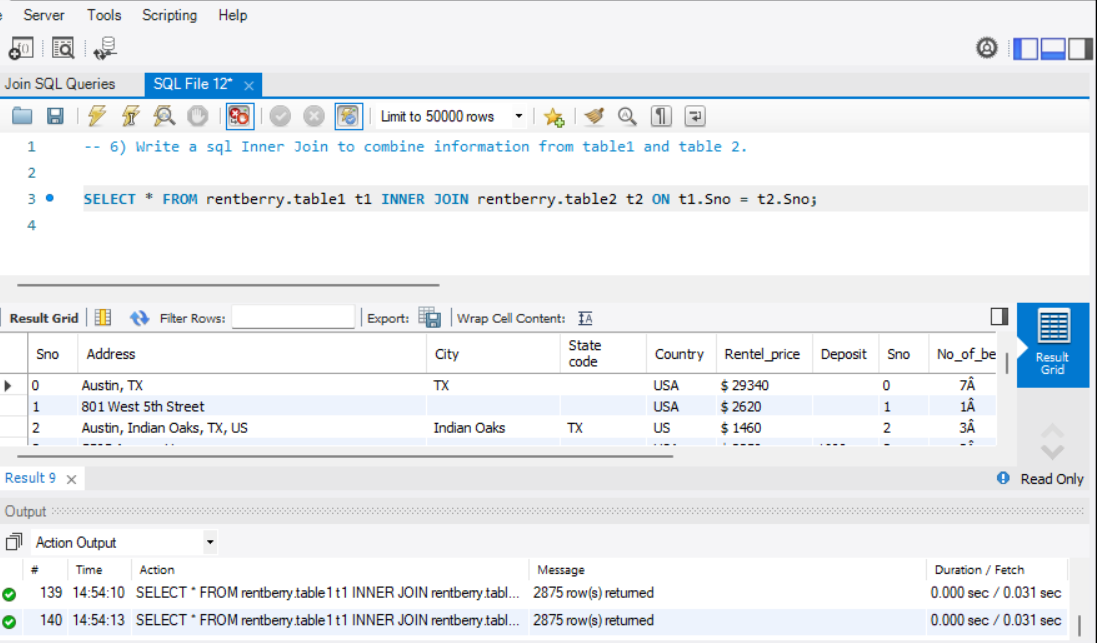 Server Tools Scripting Help
Join SQL Queries SQL File 12*
Limit to 50000 rows
1 -- 6) Write a sql Inner Join to combine information from table1 and table 2.
2
3 SELECT * FROM rentberry.table1 t1 INNER JOIN rentberry.table2 t2 ON t1.Sno = t2.Sno;
4
Result Grid Filter Rows: Export: Wrap Cell Content:
Sno Address City State code Country Rentel_price Deposit Sno No_of_be
0 Austin, TX TX USA $ 29340 0 7Â
1 801 West 5th Street USA $ 2620 1 1Â
2 Austin, Indian Oaks, TX, US Indian Oaks TX US $ 1460 2 3Â
Result Grid
Result 9 Read Only
Output
Action Output
# Time Action Message Duration / Fetch
139 14:54:10 SELECT * FROM rentberry.table1 t1 INNER JOIN rentberry.tabl... 2875 row(s) returned 0.000 sec / 0.031 sec
140 14:54:13 SELECT * FROM rentberry.table1 t1 INNER JOIN rentberry.tabl... 2875 row(s) returned 0.000 sec / 0.031 sec